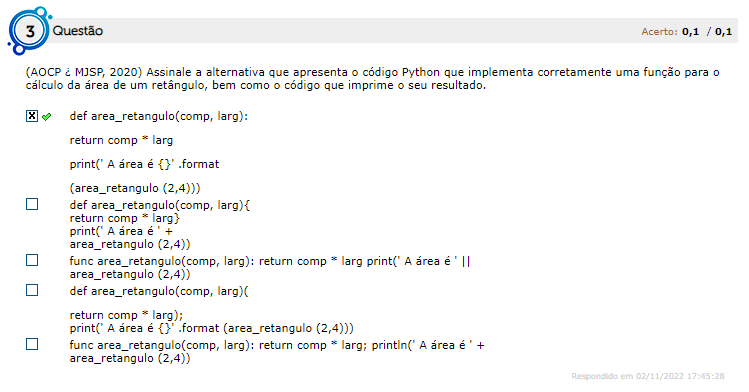 3 Questão
Acerto: 0,1 / 0,1
(AOCP ¿ MJSP, 2020) Assinale a alternativa que apresenta o código Python que implementa corretamente uma função para o
cálculo da área de um retângulo, bem como o código que imprime o seu resultado.
def area_retangulo(comp, larg):
return comp * larg
print(' A área é {}' .format
(area_retangulo (2,4)))
def area_retangulo(comp, larg){
return comp * larg}
print(' A área é ' +
area_retangulo (2,4))
func area_retangulo(comp, larg): return comp * larg print(' A área é ' ||
area_retangulo (2,4))
def area_retangulo(comp, larg)(
return comp * larg);
print(' A área é {}' .format (area_retangulo (2,4)))
func area_retangulo(comp, larg): return comp * larg; println(' A área é ' +
area_retangulo (2,4))
Respondido em 02/11/2022 17:45:28